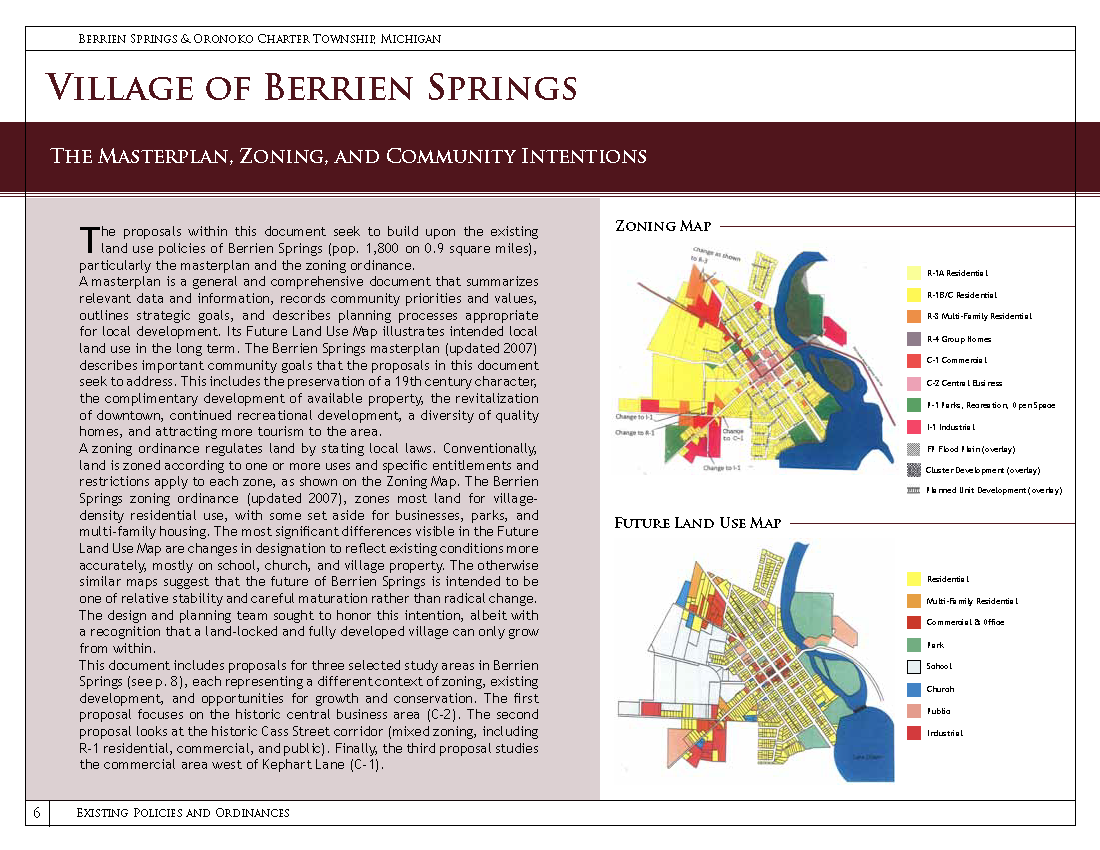 Berrien Springs & Oronoko Charter Township, Michigan
Village of Berrien Springs
The Masterplan, Zoning, and Community Intentions
The proposals within this document seek to build upon the existing
land use policies of Berrien Springs (pop. 1,800 on 0.9 square miles),
particularly the masterplan and the zoning ordinance.
A masterplan is a general and comprehensive document that summarizes
relevant data and information, records community priorities and values,
outlines strategic goals, and describes planning processes appropriate
for local development. Its Future Land Use Map illustrates intended local
land use in the long term. The Berrien Springs masterplan (updated 2007)
describes important community goals that the proposals in this document
seek to address. This includes the preservation of a 19th century character,
the complimentary development of available property, the revitalization
of downtown, continued recreational development, a diversity of quality
homes, and attracting more tourism to the area.
A zoning ordinance regulates land by stating local laws. Conventionally,
land is zoned according to one or more uses and specific entitlements and
restrictions apply to each zone, as shown on the Zoning Map. The Berrien
Springs zoning ordinance (updated 2007), zones most land for village-
density residential use, with some set aside for businesses, parks, and
multi-family housing. The most significant differences visible in the Future
Land Use Map are changes in designation to reflect existing conditions more
accurately, mostly on school, church, and village property. The otherwise
similar maps suggest that the future of Berrien Springs is intended to be
one of relative stability and careful maturation rather than radical change.
The design and planning team sought to honor this intention, albeit with
a recognition that a land-locked and fully developed village can only grow
from within.
This document includes proposals for three selected study areas in Berrien
Springs (see p. 8), each representing a different context of zoning, existing
development, and opportunities for growth and conservation. The first
proposal focuses on the historic central business area (C-2). The second
proposal looks at the historic Cass Street corridor (mixed zoning, including
R-1 residential, commercial, and public). Finally, the third proposal studies
the commercial area west of Kephart Lane (C-1).
Zoning Map
Change as shown
to R-3
Change to I-1
Change to R-1
Change
to C-1
Change to I-1
R-1A Residential
R-1B/C Residential
R-3 Multi-Family Residential
R-4 Group Homes
C-1 Commercial
C-2 Central Business
P-1 Parks, Recreation, Open Space
I-1 Industrial
FP Flood Plain (overlay)
Cluster Development (overlay)
Planned Unit Development (overlay)
Future Land Use Map
Residential
Multi-Family Residential
Commercial & Office
Park
School
Church
Public
Industrial
6
Existing Policies and Ordinances